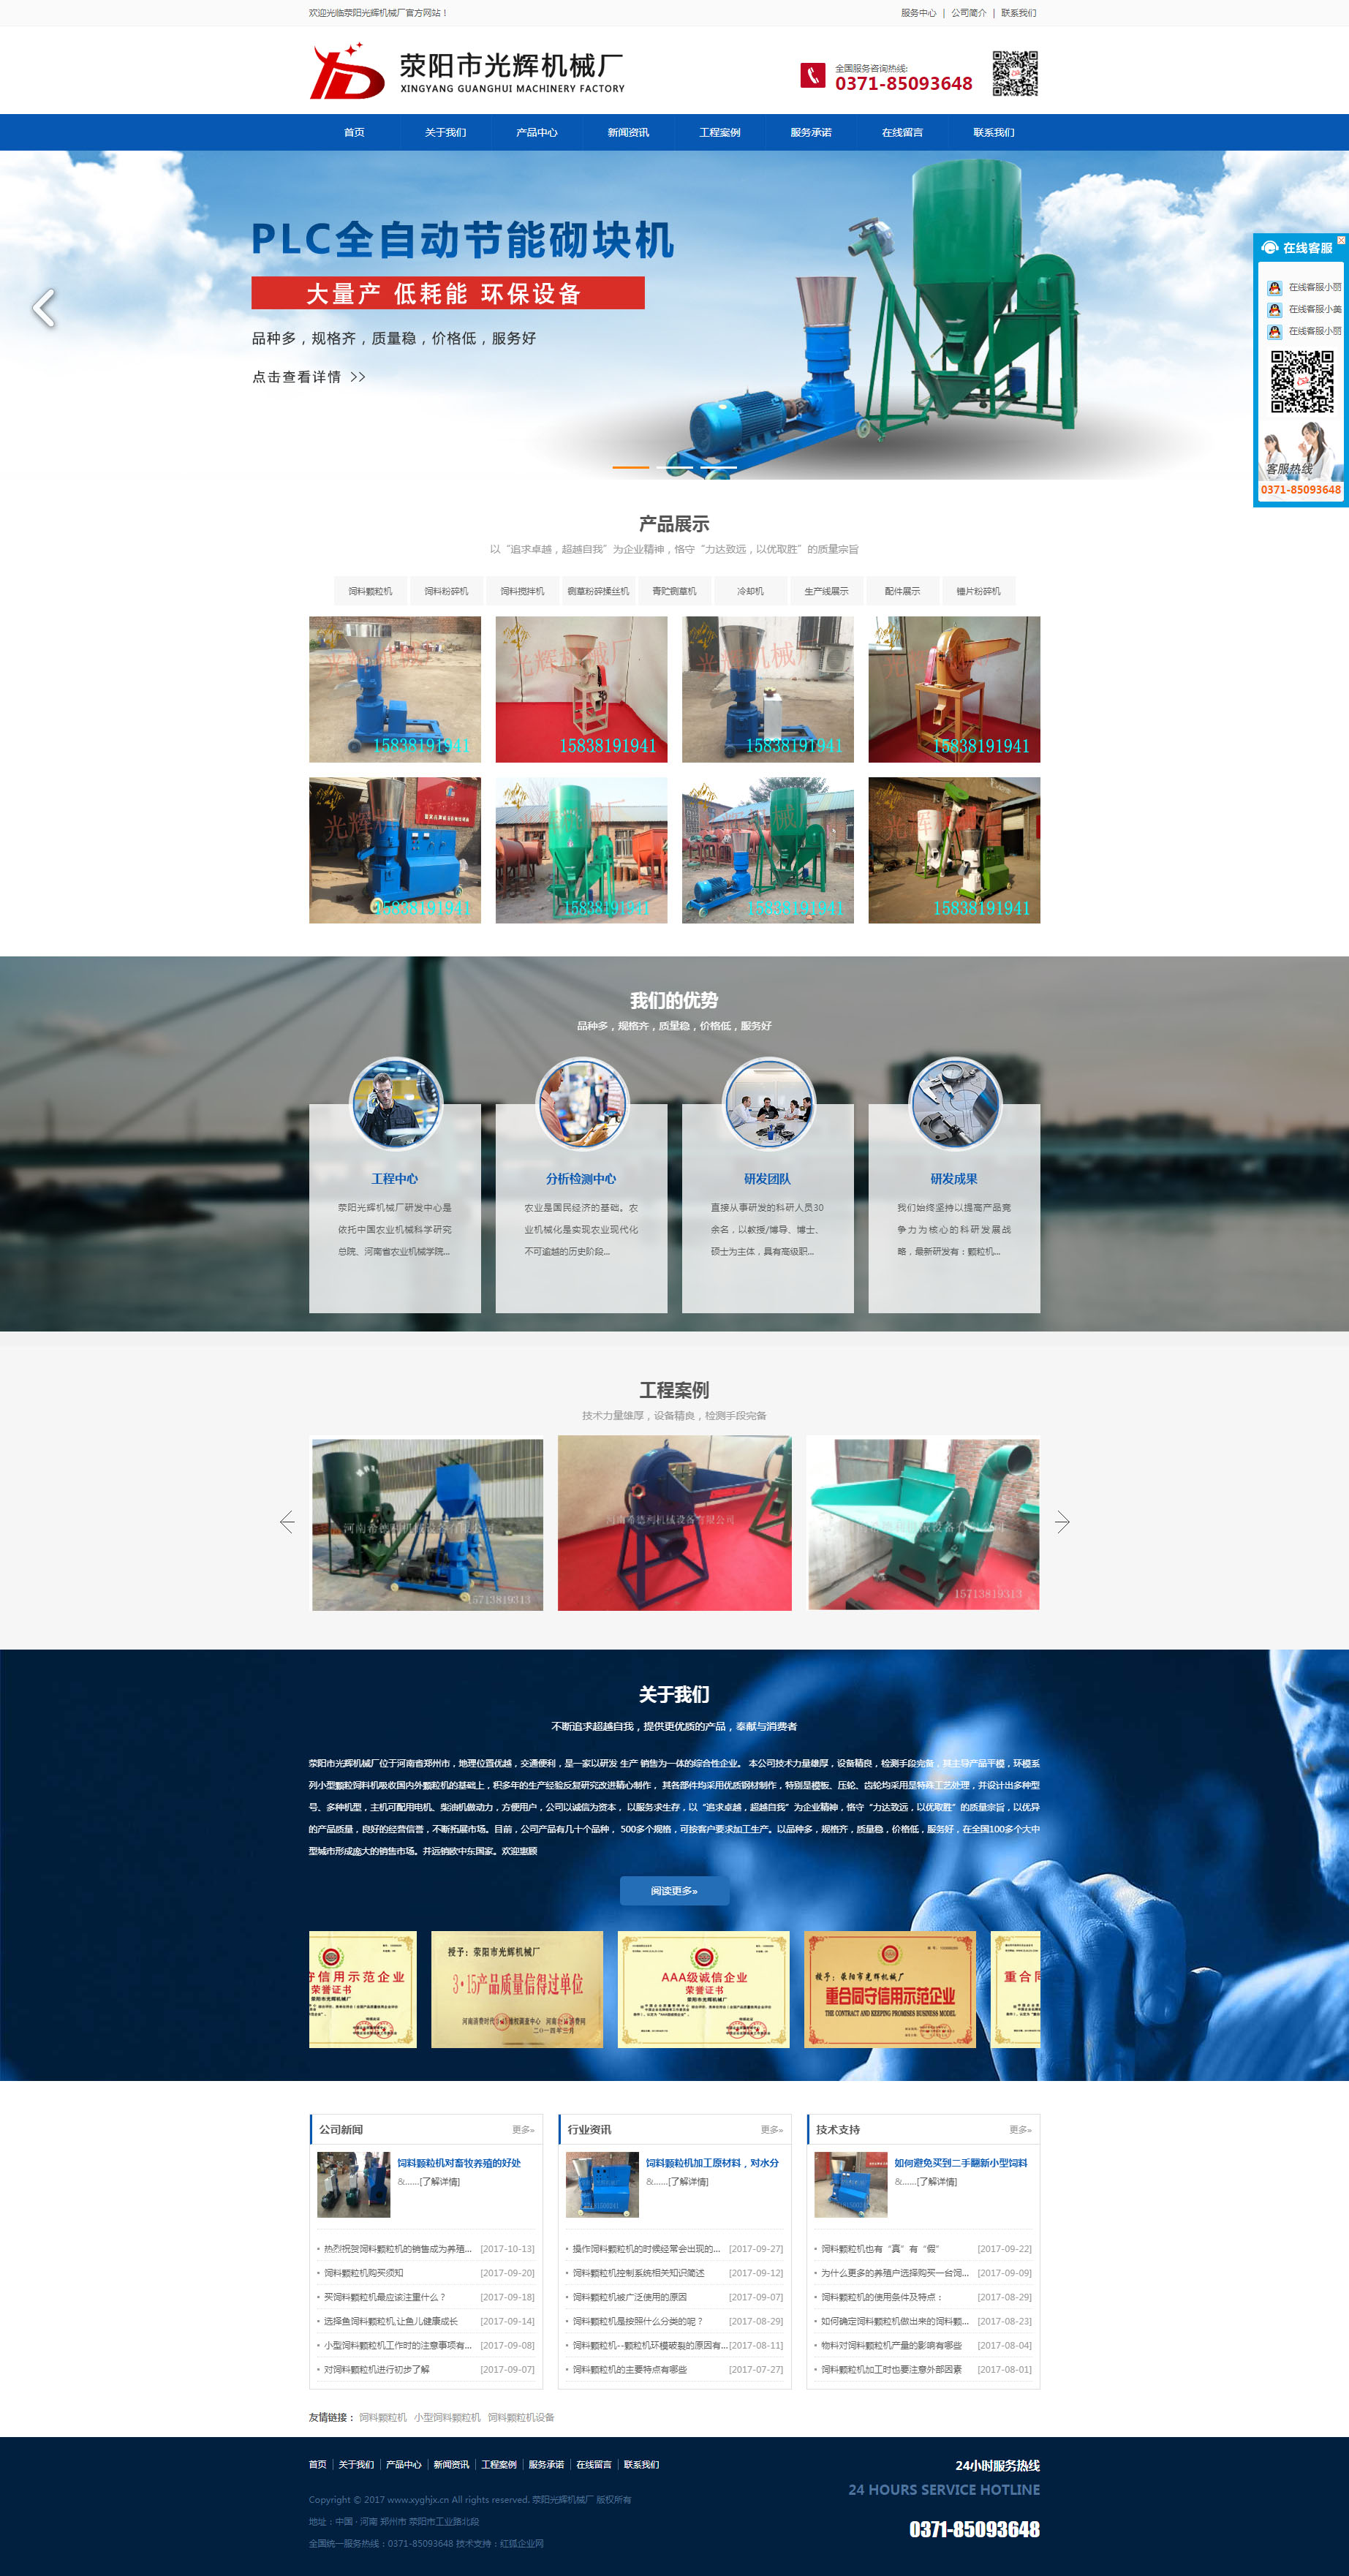 欢迎光临荥阳光辉机械厂官方网站！
服务中心 | 公司简介 | 联系我们
荥阳市光辉机械厂
XINGYANG GUANGHUI MACHINERY FACTORY
全国服务咨询热线:
0371-85093648
首页 关于我们 产品中心 新闻资讯 工程案例 服务承诺 在线留言 联系我们
PLC全自动节能砌块机
大量产 低耗能 环保设备
品种多，规格齐，质量稳，价格低，服务好
点击查看详情 >>
在线客服
在线客服小丽
在线客服小美
在线客服小丽
客服热线
0371-85093648
产品展示
以“追求卓越，超越自我”为企业精神，恪守“力达致远，以优取胜”的质量宗旨
饲料颗粒机 饲料粉碎机 饲料搅拌机 铡草粉碎揉丝机 青贮铡草机 冷却机 生产线展示 配件展示 锤片粉碎机
光辉机械厂 光辉机械厂 光辉机械厂
15838191941 15838191941 15838191941 15838191941
光辉机械厂 光辉机械厂 光辉机械厂
15838191941 15838191941 15838191941 15838191941
我们的优势
品种多，规格齐，质量稳，价格低，服务好
工程中心
荥阳光辉机械厂研发中心是
依托中国农业机械科学研究
总院、河南省农业机械学院...
分析检测中心
农业是国民经济的基础。农
业机械化是实现农业现代化
不可逾越的历史阶段...
研发团队
直接从事研发的科研人员30
余名，以教授/博导、博士、
硕士为主体，具有高级职...
研发成果
我们始终坚持以提高产品竞
争力为核心的科研发展战
略，最新研发有：颗粒机...
工程案例
技术力量雄厚，设备精良，检测手段完备
河南希德利机械设备有限公司
15713819313
河南希德利机械设备有限公司
15713819313
关于我们
不断追求超越自我，提供更优质的产品，奉献与消费者
荥阳市光辉机械厂位于河南省郑州市，地理位置优越，交通便利，是一家以研发 生产 销售为一体的综合性企业。 本公司技术力量雄厚，设备精良，检测手段完备，其主导产品平模，环模系
列小型颗粒饲料机吸收国内外颗粒机的基础上，积多年的生产经验反复研究改进精心制作， 其各部件均采用优质钢材制作，特别是模板、压轮、齿轮均采用是特殊工艺处理，并设计出多种型
号、多种机型，主机可配用电机、柴油机做动力，方便用户，公司以诚信为资本， 以服务求生存，以“追求卓越，超越自我”为企业精神，恪守“力达致远，以优取胜”的质量宗旨，以优异
的产品质量，良好的经营信誉，不断拓展市场。目前，公司产品有几十个品种， 500多个规格，可按客户要求加工生产。以品种多，规格齐，质量稳，价格低，服务好，在全国100多个大中
型城市形成庞大的销售市场。并远销欧中东国家。欢迎惠顾
阅读更多»
守信用示范企业
荣誉证书
授予：荥阳市光辉机械厂
3·15产品质量信得过单位
二〇一四年三月
AAA级诚信企业
荣誉证书
授予：荥阳市光辉机械厂
重合同守信用示范企业
THE CONTRACT AND KEEPING PROMISES BUSINESS MODEL
重合同
公司新闻 更多»
饲料颗粒机对畜牧养殖的好处
&......[了解详情]
热烈祝贺饲料颗粒机的销售成为养殖... [2017-10-13]
饲料颗粒机购买须知 [2017-09-20]
买饲料颗粒机最应该注重什么？ [2017-09-18]
选择鱼饲料颗粒机,让鱼儿健康成长 [2017-09-14]
小型饲料颗粒机工作时的注意事项有... [2017-09-08]
对饲料颗粒机进行初步了解 [2017-09-07]
行业资讯 更多»
饲料颗粒机加工原材料，对水分
&......[了解详情]
操作饲料颗粒机的时候经常会出现的... [2017-09-27]
饲料颗粒机控制系统相关知识简述 [2017-09-12]
饲料颗粒机被广泛使用的原因 [2017-09-07]
饲料颗粒机是按照什么分类的呢？ [2017-08-29]
饲料颗粒机--颗粒机环模破裂的原因有... [2017-08-11]
饲料颗粒机的主要特点有哪些 [2017-07-27]
技术支持 更多»
如何避免买到二手翻新小型饲料
&......[了解详情]
饲料颗粒机也有“真”有“假” [2017-09-22]
为什么更多的养殖户选择购买一台饲... [2017-09-09]
饲料颗粒机的使用条件及特点： [2017-08-29]
如何确定饲料颗粒机做出来的饲料颗... [2017-08-23]
物料对饲料颗粒机产量的影响有哪些 [2017-08-04]
饲料颗粒机加工时也要注意外部因素 [2017-08-01]
友情链接： 饲料颗粒机 小型饲料颗粒机 饲料颗粒机设备
首页 | 关于我们 | 产品中心 | 新闻资讯 | 工程案例 | 服务承诺 | 在线留言 | 联系我们
Copyright © 2017 www.xyghjx.cn All rights reserved. 荥阳光辉机械厂 版权所有
地址：中国 · 河南 郑州市 荥阳市工业路北段
全国统一服务热线：0371-85093648 技术支持：红狐企业网
24小时服务热线
24 HOURS SERVICE HOTLINE
0371-85093648